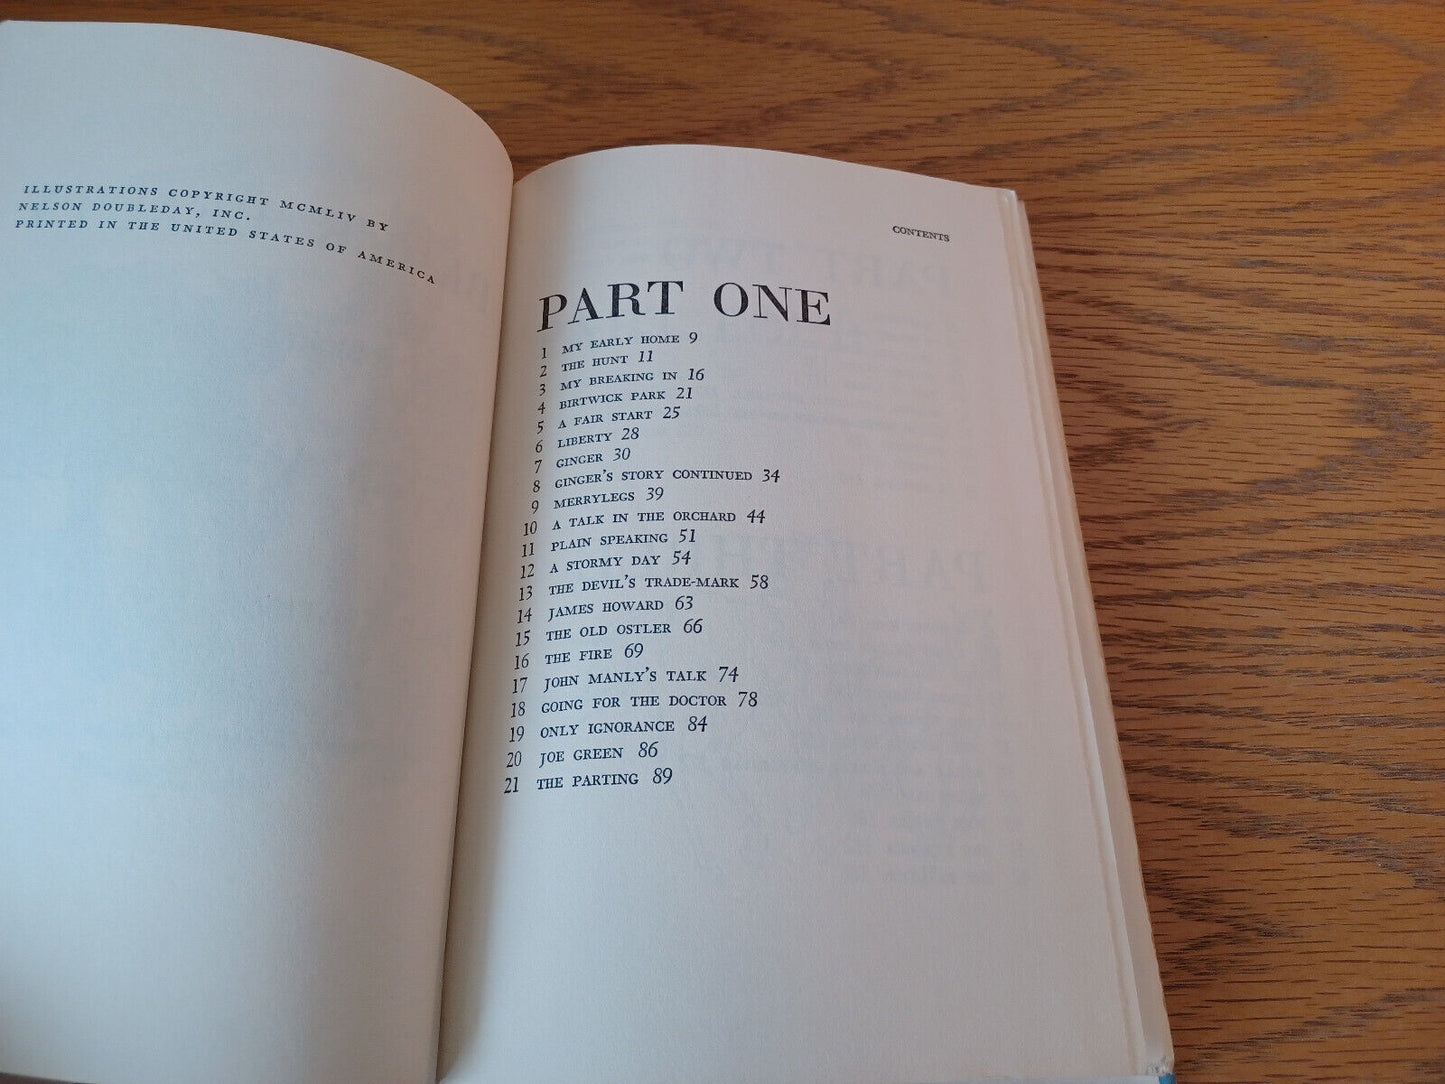 ILLUSTRATIONS COPYRIGHT MCMLIV BY
NELSON DOUBLEDAY, INC.
PRINTED IN THE UNITED STATES OF AMERICA
CONTENTS
PART ONE
1 MY EARLY HOME 9
2 THE HUNT 11
3 MY BREAKING IN 16
4 BIRTWICK PARK 21
5 A FAIR START 25
6 LIBERTY 28
7 GINGER 30
8 GINGER'S STORY CONTINUED 34
9 MERRYLEGS 39
10 A TALK IN THE ORCHARD 44
11 PLAIN SPEAKING 51
12 A STORMY DAY 54
13 THE DEVIL'S TRADE-MARK 58
14 JAMES HOWARD 63
15 THE OLD OSTLER 66
16 THE FIRE 69
17 JOHN MANLY'S TALK 74
18 GOING FOR THE DOCTOR 78
19 ONLY IGNORANCE 84
20 JOE GREEN 86
21 THE PARTING 89